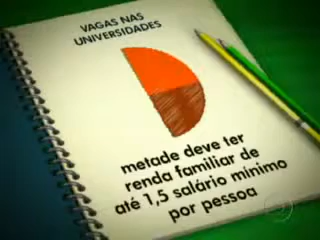 VAGAS NAS
UNIVERSIDADES
metade deve ter
renda familiar de
até 1,5 salário mínimo
por pessoa